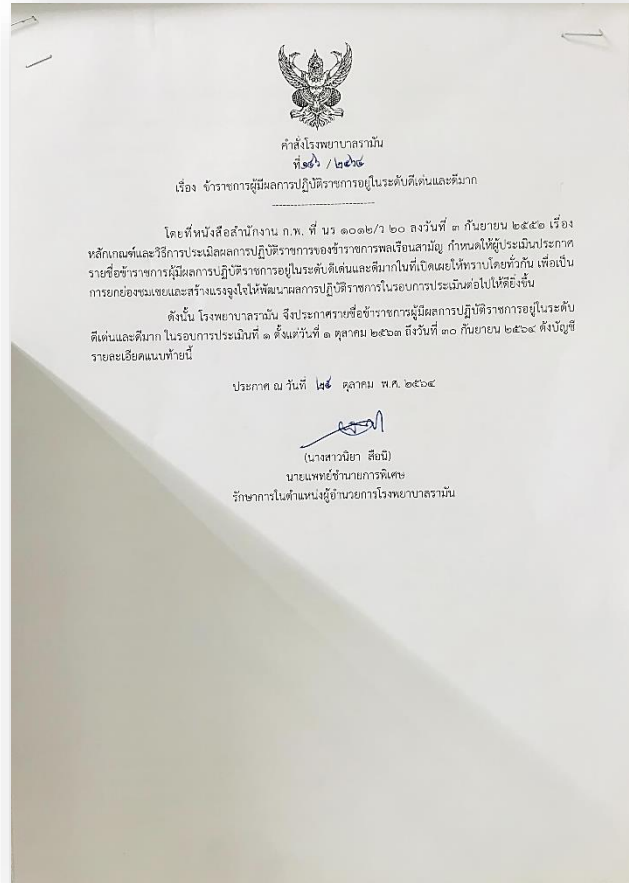 คำสั่งโรงพยาบาลรามัน
ที่ / ๒๕๖๔
เรื่อง ข้าราชการผู้มีผลการปฏิบัติราชการอยู่ในระดับดีเด่นและดีมาก
----------------------------
โดยที่หนังสือสำนักงาน ก.พ. ที่ นร ๑๐๑๒/ว ๒๐ ลงวันที่ ๓ กันยายน ๒๕๕๒ เรื่อง
หลักเกณฑ์และวิธีการประเมินผลการปฏิบัติราชการของข้าราชการพลเรือนสามัญ กำหนดให้ผู้ประเมินประกาศ
รายชื่อข้าราชการผู้มีผลการปฏิบัติราชการอยู่ในระดับดีเด่นและดีมากในที่เปิดเผยให้ทราบโดยทั่วกัน เพื่อเป็น
การยกย่องชมเชยและสร้างแรงจูงใจให้พัฒนาผลการปฏิบัติราชการในรอบการประเมินต่อไปให้ดียิ่งขึ้น
ดังนั้น โรงพยาบาลรามัน จึงประกาศรายชื่อข้าราชการผู้มีผลการปฏิบัติราชการอยู่ในระดับ
ดีเด่นและดีมาก ในรอบการประเมินที่ ๑ ตั้งแต่วันที่ ๑ ตุลาคม ๒๕๖๓ ถึงวันที่ ๓๐ กันยายน ๒๕๖๔ ดังบัญชี
รายละเอียดแนบท้ายนี้
ประกาศ ณ วันที่ ตุลาคม พ.ศ. ๒๕๖๔
(นางสาวนิยา สือนิ)
นายแพทย์ชำนาญการพิเศษ
รักษาการในตำแหน่งผู้อำนวยการโรงพยาบาลรามัน